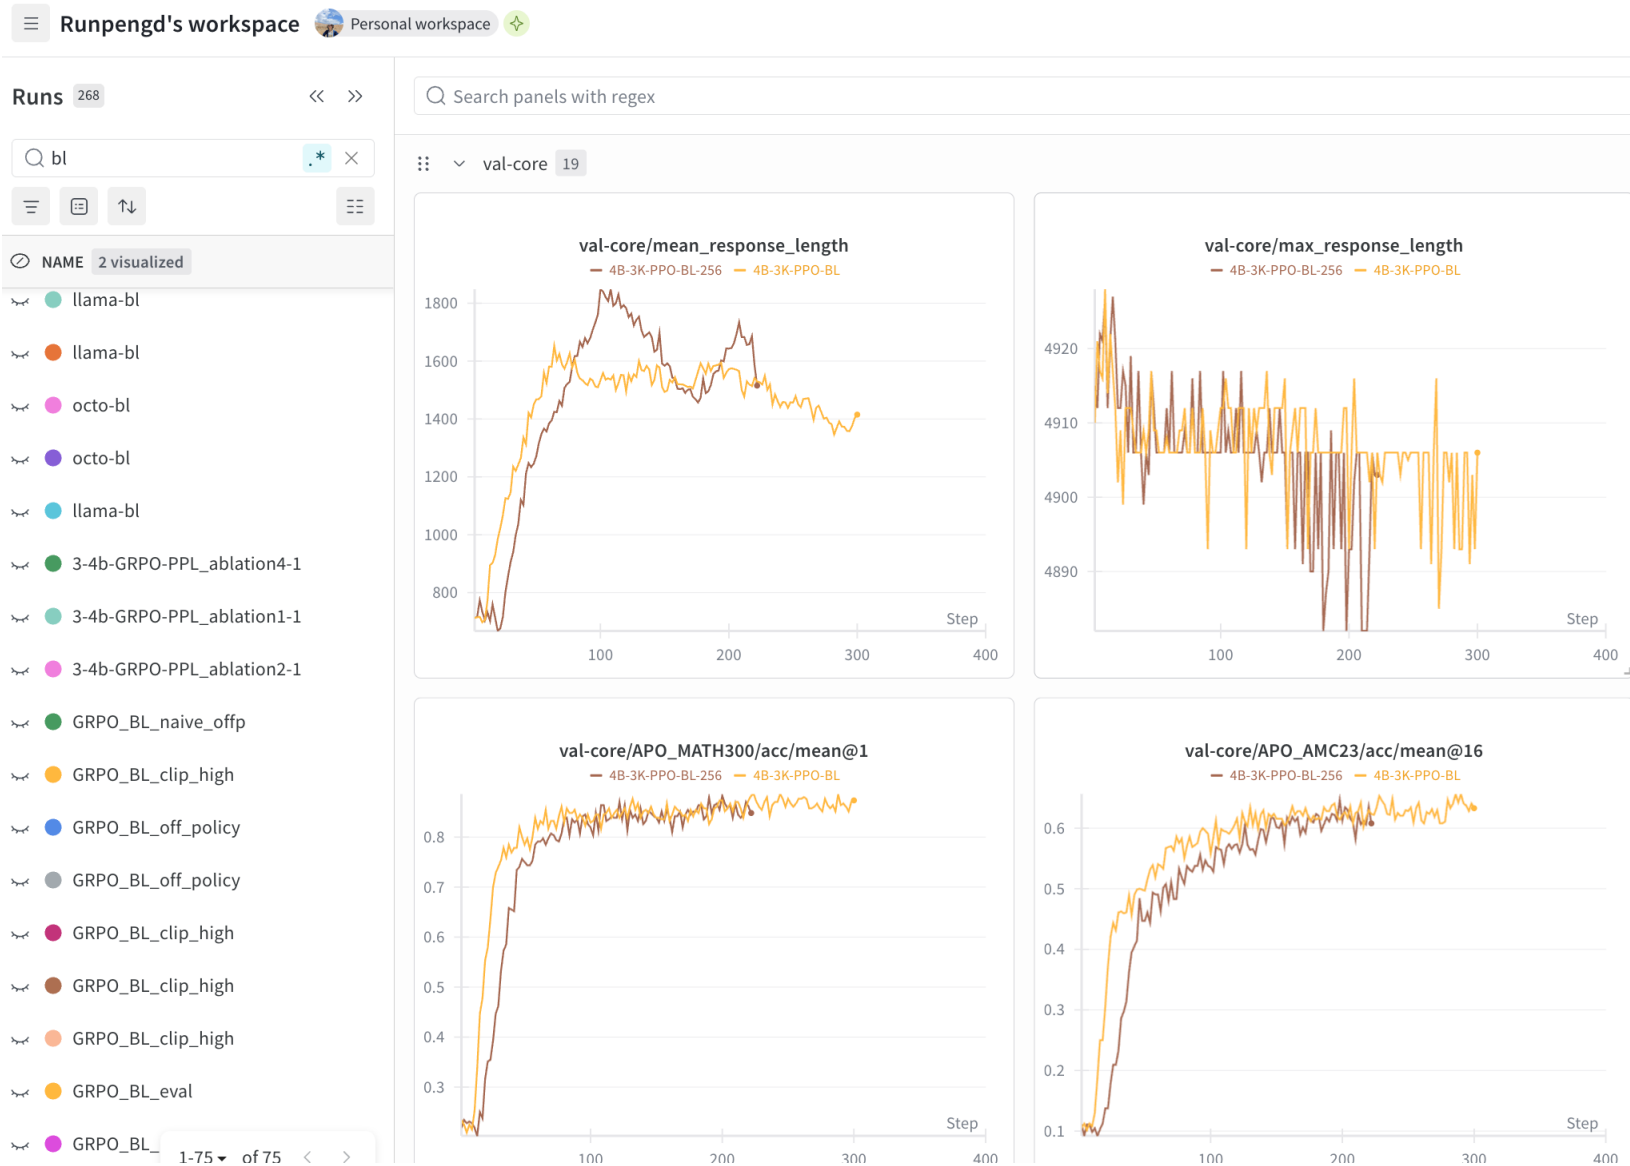 Runpengd's workspace
Personal workspace
Runs 268
bl
.*
NAME 2 visualized
llama-bl
llama-bl
octo-bl
octo-bl
llama-bl
3-4b-GRPO-PPL_ablation4-1
3-4b-GRPO-PPL_ablation1-1
3-4b-GRPO-PPL_ablation2-1
GRPO_BL_naive_offp
GRPO_BL_clip_high
GRPO_BL_off_policy
GRPO_BL_off_policy
GRPO_BL_clip_high
GRPO_BL_clip_high
GRPO_BL_clip_high
GRPO_BL_eval
GRPO_BL_
1-75 of 75
Search panels with regex
val-core 19
val-core/mean_response_length
4B-3K-PPO-BL-256 4B-3K-PPO-BL
1800
1600
1400
1200
1000
800
Step
100 200 300 400
val-core/max_response_length
4B-3K-PPO-BL-256 4B-3K-PPO-BL
4920
4910
4900
4890
Step
100 200 300 400
val-core/APO_MATH300/acc/mean@1
4B-3K-PPO-BL-256 4B-3K-PPO-BL
0.8
0.7
0.6
0.5
0.4
0.3
Step
100 200 300 400
val-core/APO_AMC23/acc/mean@16
4B-3K-PPO-BL-256 4B-3K-PPO-BL
0.6
0.5
0.4
0.3
0.2
0.1
Step
100 200 300 400